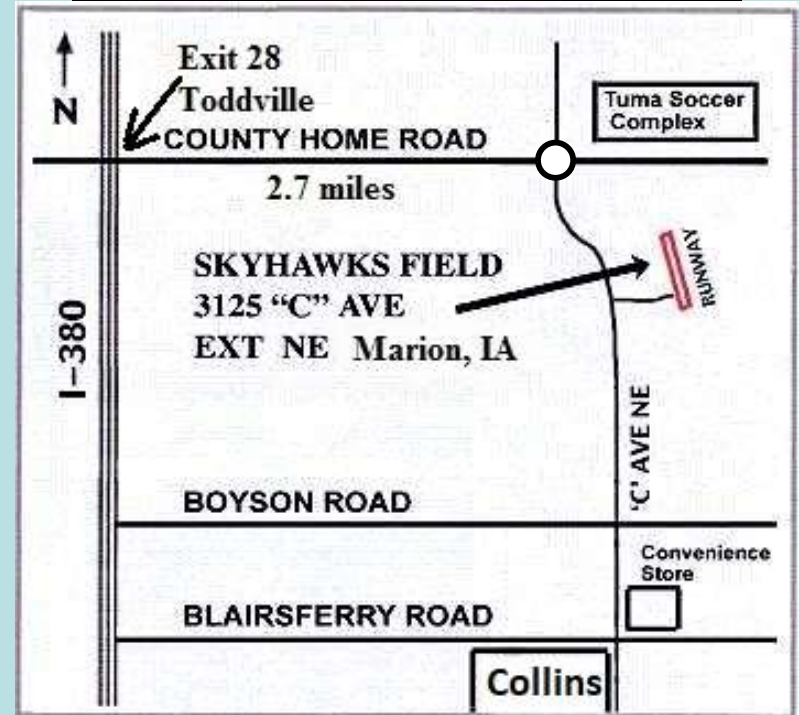 Exit 28
Toddville
N
COUNTY HOME ROAD
Tuma Soccer
Complex
2.7 miles
SKYHAWKS FIELD
3125 “C” AVE
EXT NE Marion, IA
RUNWAY
I-380
'C' AVE NE
BOYSON ROAD
Convenience
Store
BLAIRSFERRY ROAD
Collins